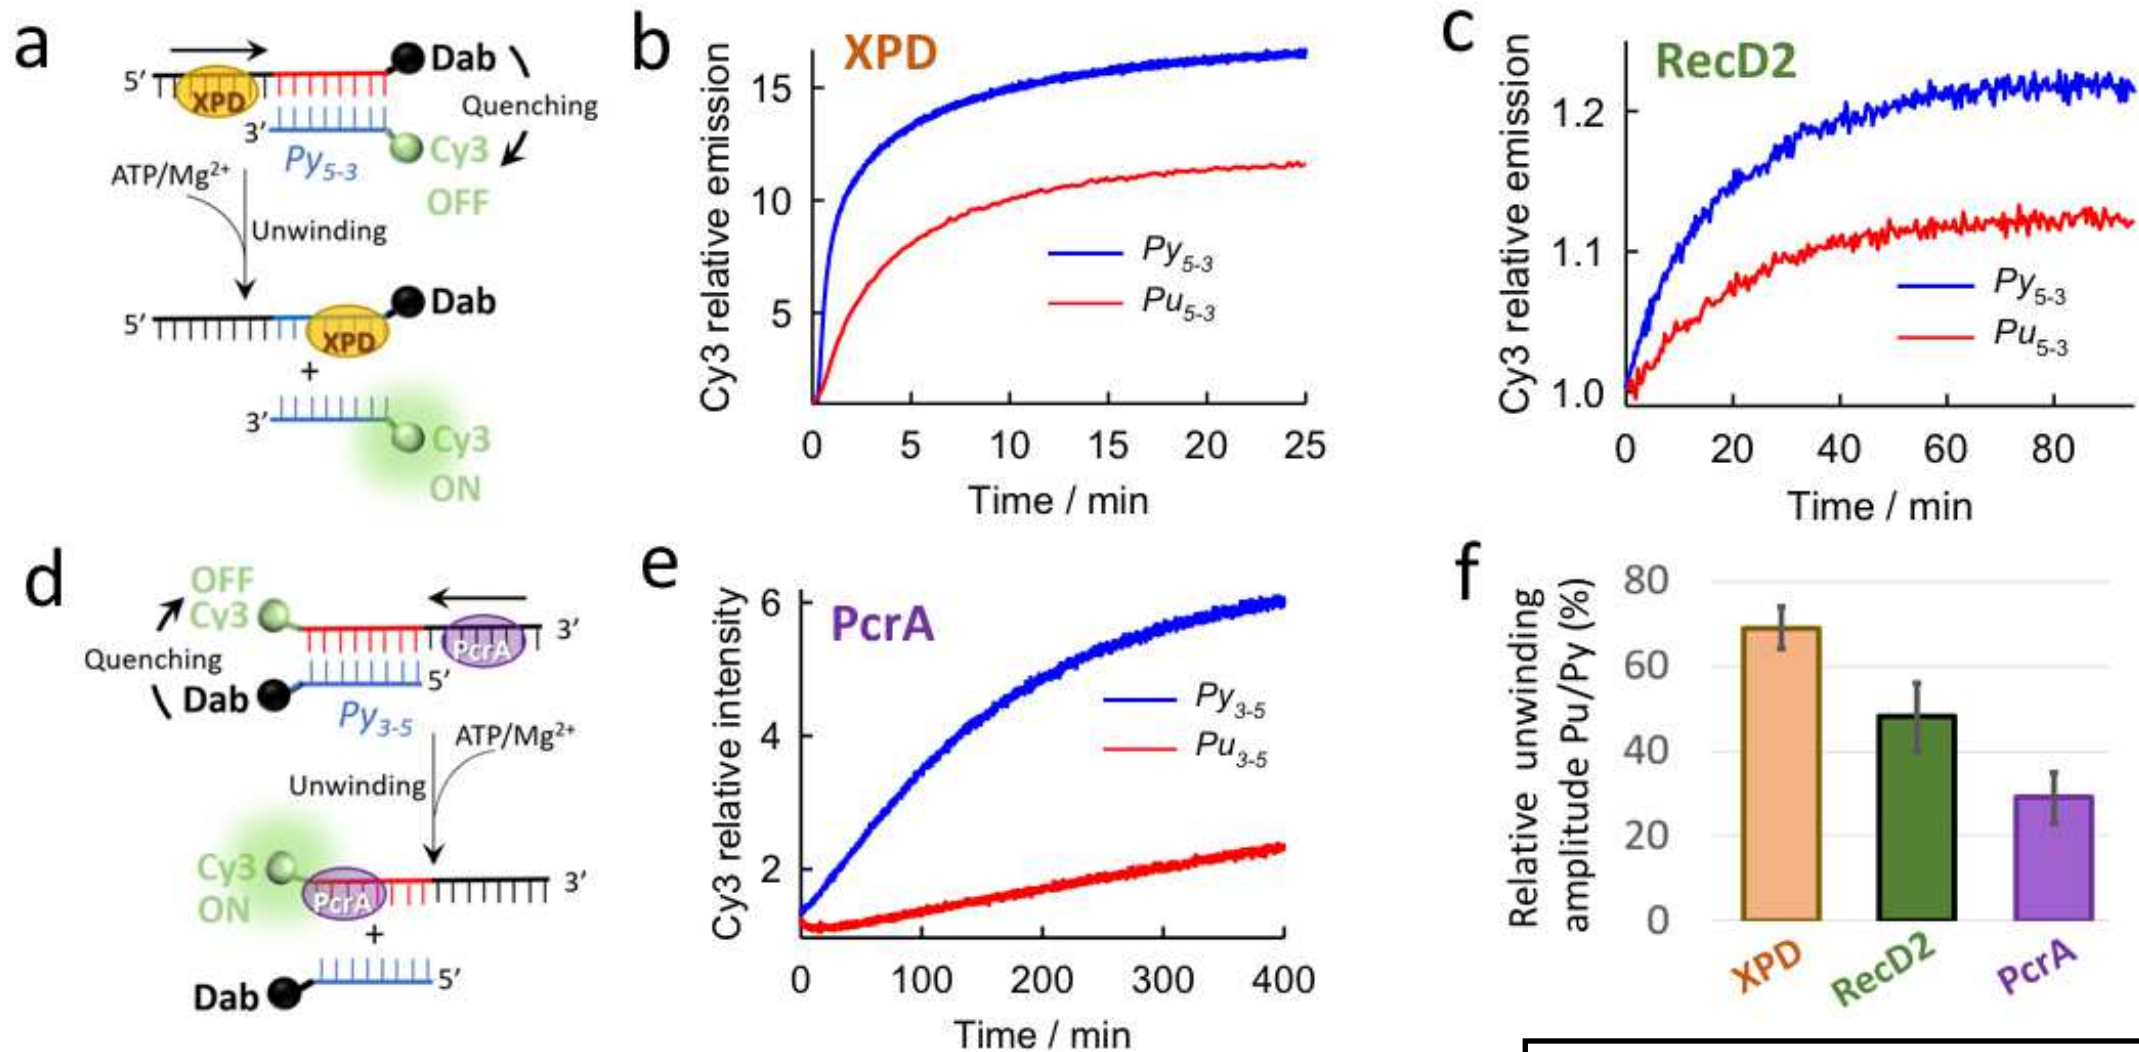 a
5′
XPD
Dab
Quenching
3′
Cy3
Py5-3
OFF
ATP/Mg2+
Unwinding
5′
XPD
Dab
+
3′
Cy3
ON
b
XPD
Cy3 relative emission
15
10
5
Py5-3
Pu5-3
0 5 10 15 20 25
Time / min
c
RecD2
Cy3 relative emission
1.2
1.1
1.0
Py5-3
Pu5-3
0 20 40 60 80
Time / min
d
OFF
Cy3
PcrA
3′
Quenching
Dab
5′
Py3-5
ATP/Mg2+
Unwinding
Cy3
ON
PcrA
3′
+
Dab
5′
e
PcrA
Cy3 relative intensity
6
4
2
Py3-5
Pu3-5
0 100 200 300 400
Time / min
f
Relative unwinding
amplitude Pu/Py (%)
80
60
40
20
0
XPD
RecD2
PcrA